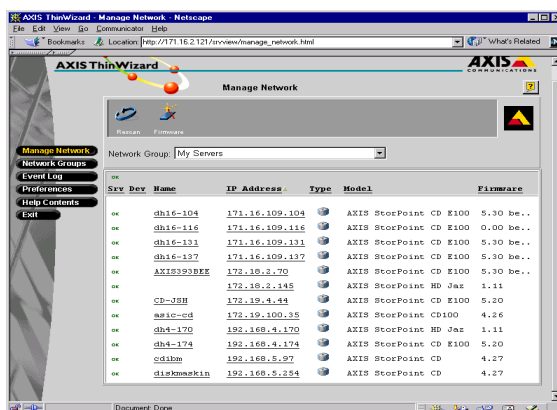 AXIS ThinWizard - Manage Network - Netscape
File Edit View Go Communicator Help
Bookmarks Location: http://171.16.2.121/srvview/manage_network.html What's Related
AXIS ThinWizard
AXIS
COMMUNICATIONS
Manage Network
?
Rescan Firmware
Network Group: My Servers
Manage Network
Network Groups
Event Log
Preferences
Help Contents
Exit
OK
Srv Dev Name IP Address Type Model Firmware
OK dh16-104 171.16.109.104 AXIS StorPoint CD E100 5.30 be..
OK dh16-116 171.16.109.116 AXIS StorPoint CD E100 0.00 be..
OK dh16-131 171.16.109.131 AXIS StorPoint CD E100 5.30 be..
OK dh16-137 171.16.109.137 AXIS StorPoint CD E100 5.30 be..
OK AXIS393BEE 172.18.2.70 AXIS StorPoint CD E100 5.30 be..
OK 172.18.2.145 AXIS StorPoint HD Jaz 1.11
OK CD-JSH 172.19.4.44 AXIS StorPoint CD E100 5.20
OK asic-cd 172.19.100.35 AXIS StorPoint CD100 4.26
OK dh4-170 192.168.4.170 AXIS StorPoint HD Jaz 1.11
OK dh4-174 192.168.4.174 AXIS StorPoint CD E100 5.20
OK cdibm 192.168.5.97 AXIS StorPoint CD 4.27
OK diskmaskin 192.168.5.254 AXIS StorPoint CD 4.27
Document: Done